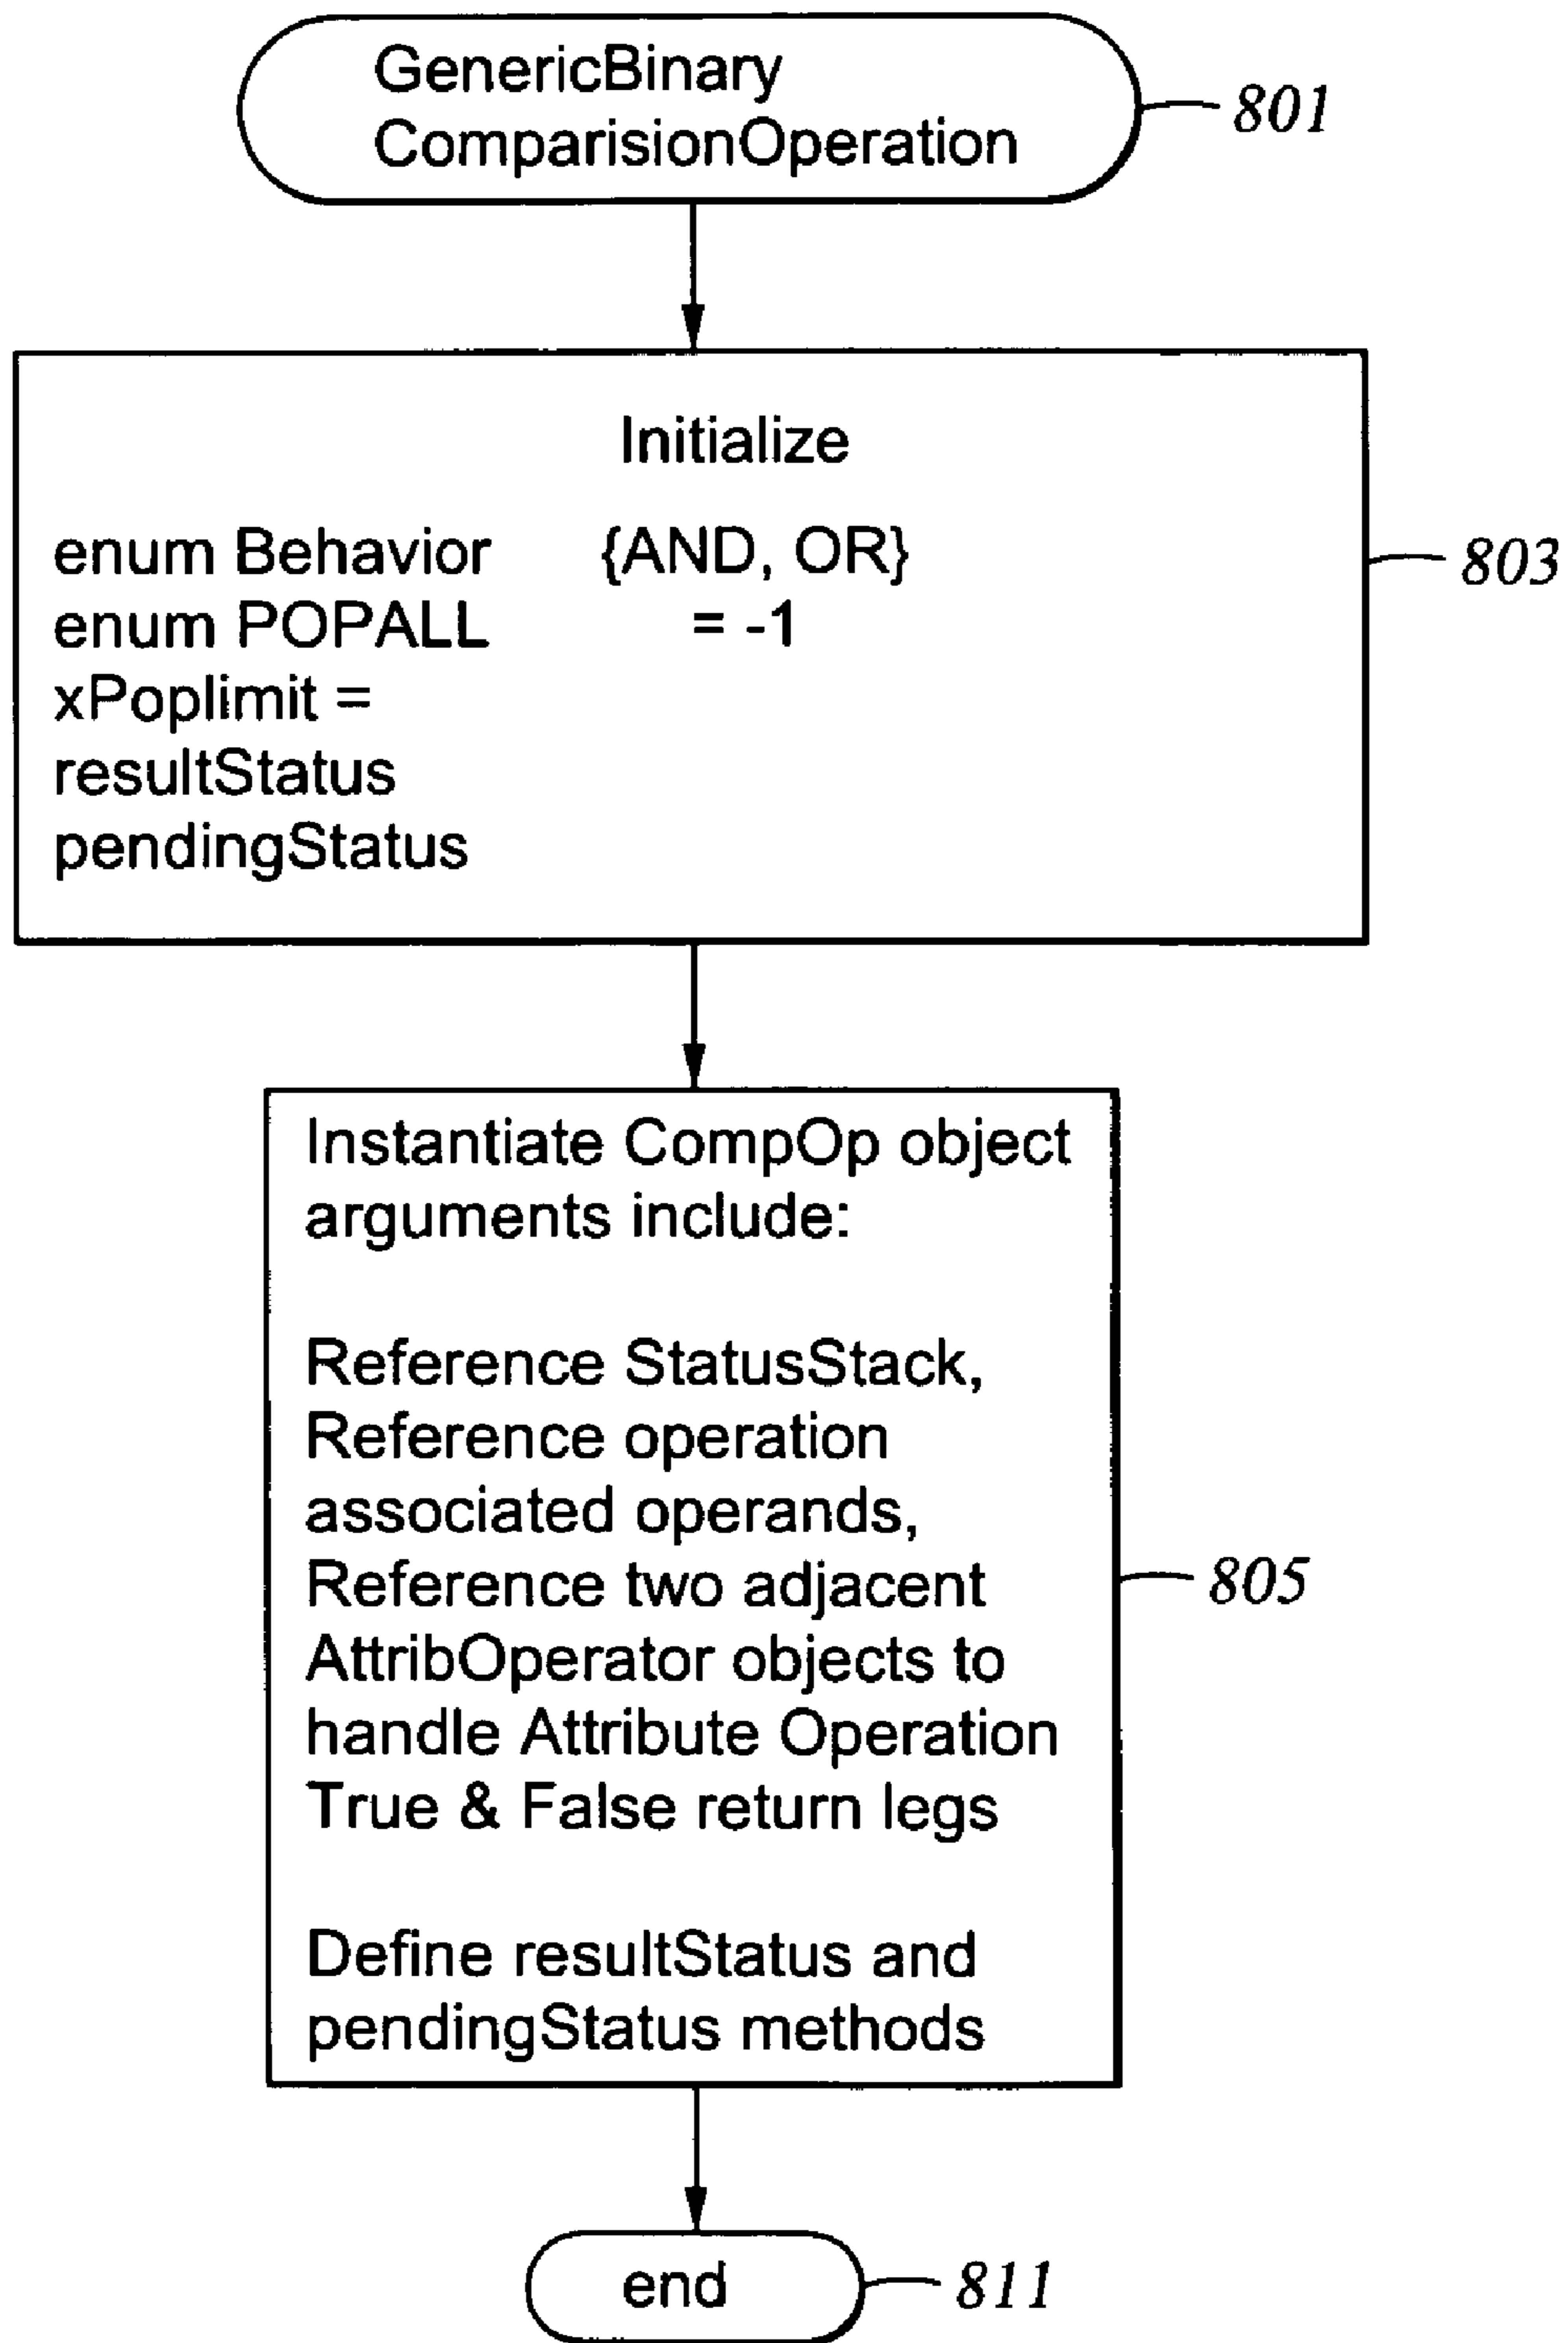 GenericBinary
ComparisionOperation
801
Initialize
enum Behavior {AND, OR}
enum POPALL = -1
xPoplimit =
resultStatus
pendingStatus
803
Instantiate CompOp object
arguments include:
Reference StatusStack,
Reference operation
associated operands,
Reference two adjacent
AttribOperator objects to
handle Attribute Operation
True & False return legs
Define resultStatus and
pendingStatus methods
805
end
811